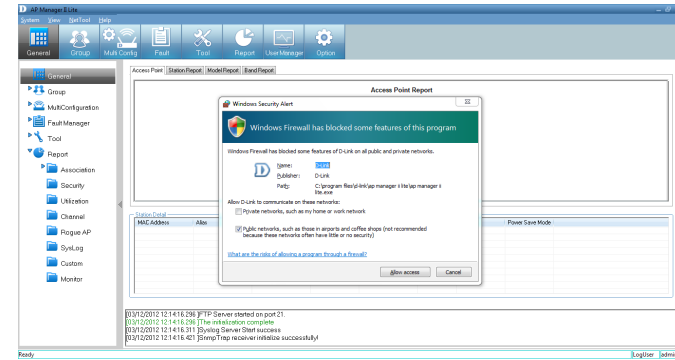 AP Manager II Lite
System View NetTool Help
General Group Multi Config Fault Tool Report User Manager Option
General
Group
MultiConfiguration
Fault Manager
Tool
Report
Association
Security
Utilization
Channel
Rogue AP
SysLog
Custom
Monitor
Access Point Station Report Model Report Band Report
Access Point Report
Windows Security Alert
Windows Firewall has blocked some features of this program
Windows Firewall has blocked some features of D-Link on all public and private networks.
Name: D-Link
Publisher: D-Link
Path: C:\program files\d-link\ap manager ii lite\ap manager ii
lite.exe
Allow D-Link to communicate on these networks:
Private networks, such as my home or work network
Public networks, such as those in airports and coffee shops (not recommended
because these networks often have little or no security)
What are the risks of allowing a program through a firewall?
Allow access Cancel
Station Detail
MAC Address Alias Power Save Mode
[03/12/2012 12:14:16.296 ]FTP Server started on port 21.
[03/12/2012 12:14:16.296 ]The initialization complete
[03/12/2012 12:14:16.311 ]Syslog Server Start success
[03/12/2012 12:14:16.421 ]SnmpTrap receiver initialize successfully!
Ready [LogUser admi